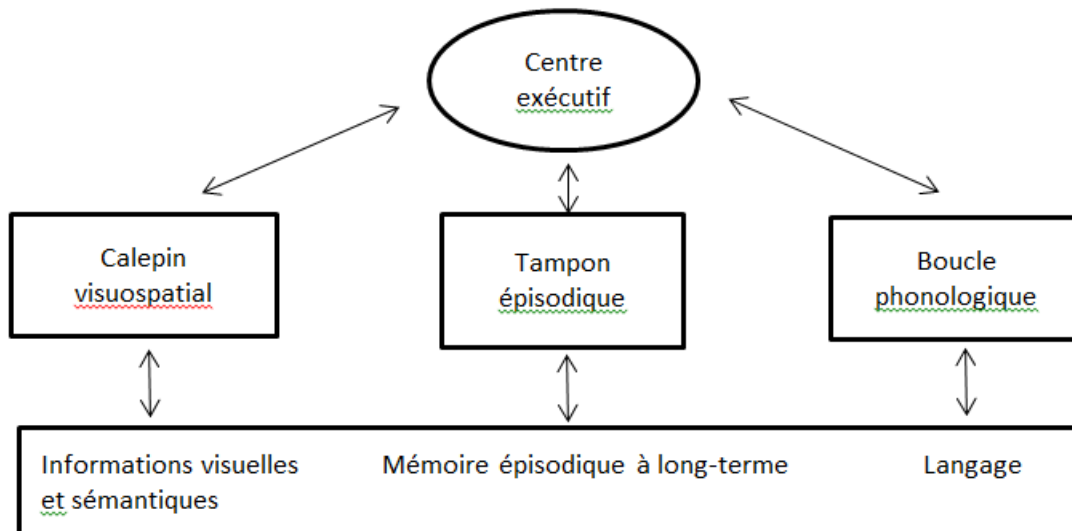 Centre
exécutif
Calepin
visuospatial
Tampon
épisodique
Boucle
phonologique
Informations visuelles
et sémantiques
Mémoire épisodique à long-terme
Langage